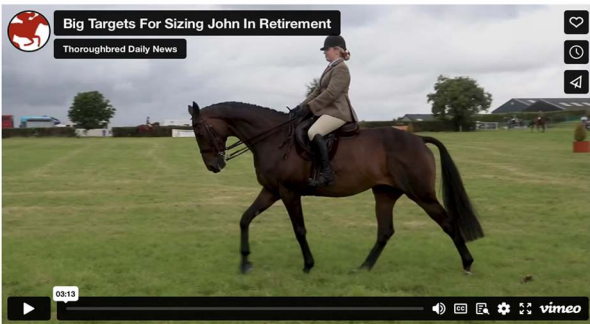 Big Targets For Sizing John In Retirement
Thoroughbred Daily News
03:13
CC
vimeo